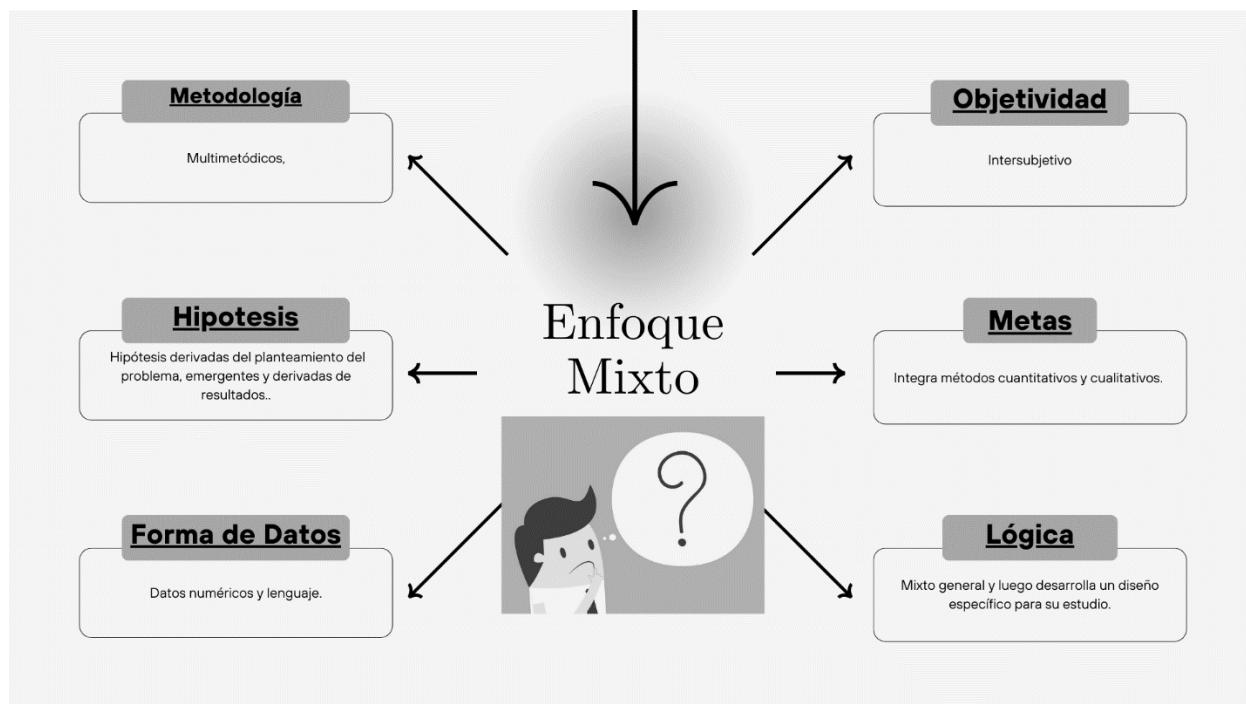 Metodología
Multimetódicos,
Hipotesis
Hipótesis derivadas del planteamiento del
problema, emergentes y derivadas de
resultados..
Forma de Datos
Datos numéricos y lenguaje.
Enfoque
Mixto
?
Objetividad
Intersubjetivo
Metas
Integra métodos cuantitativos y cualitativos.
Lógica
Mixto general y luego desarrolla un diseño
específico para su estudio.